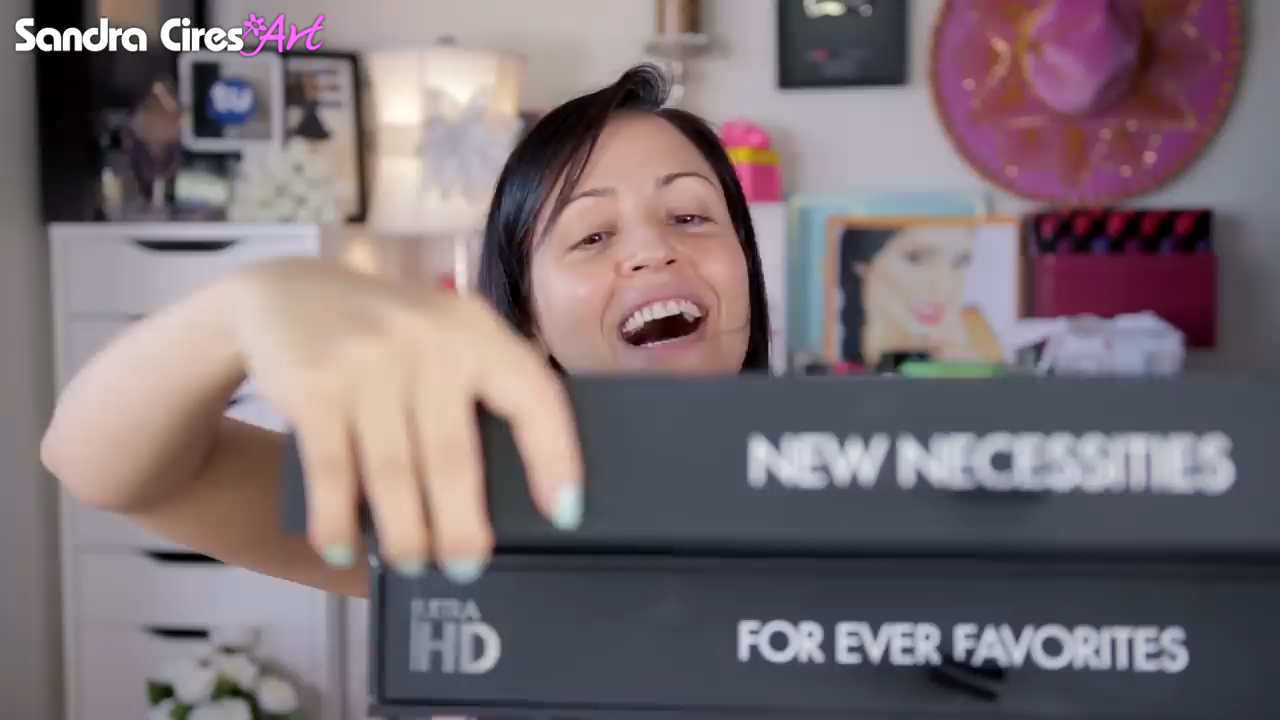 Sandra Cires Art
NEW NECESSITIES
ULTRA
HD
FOR EVER FAVORITES